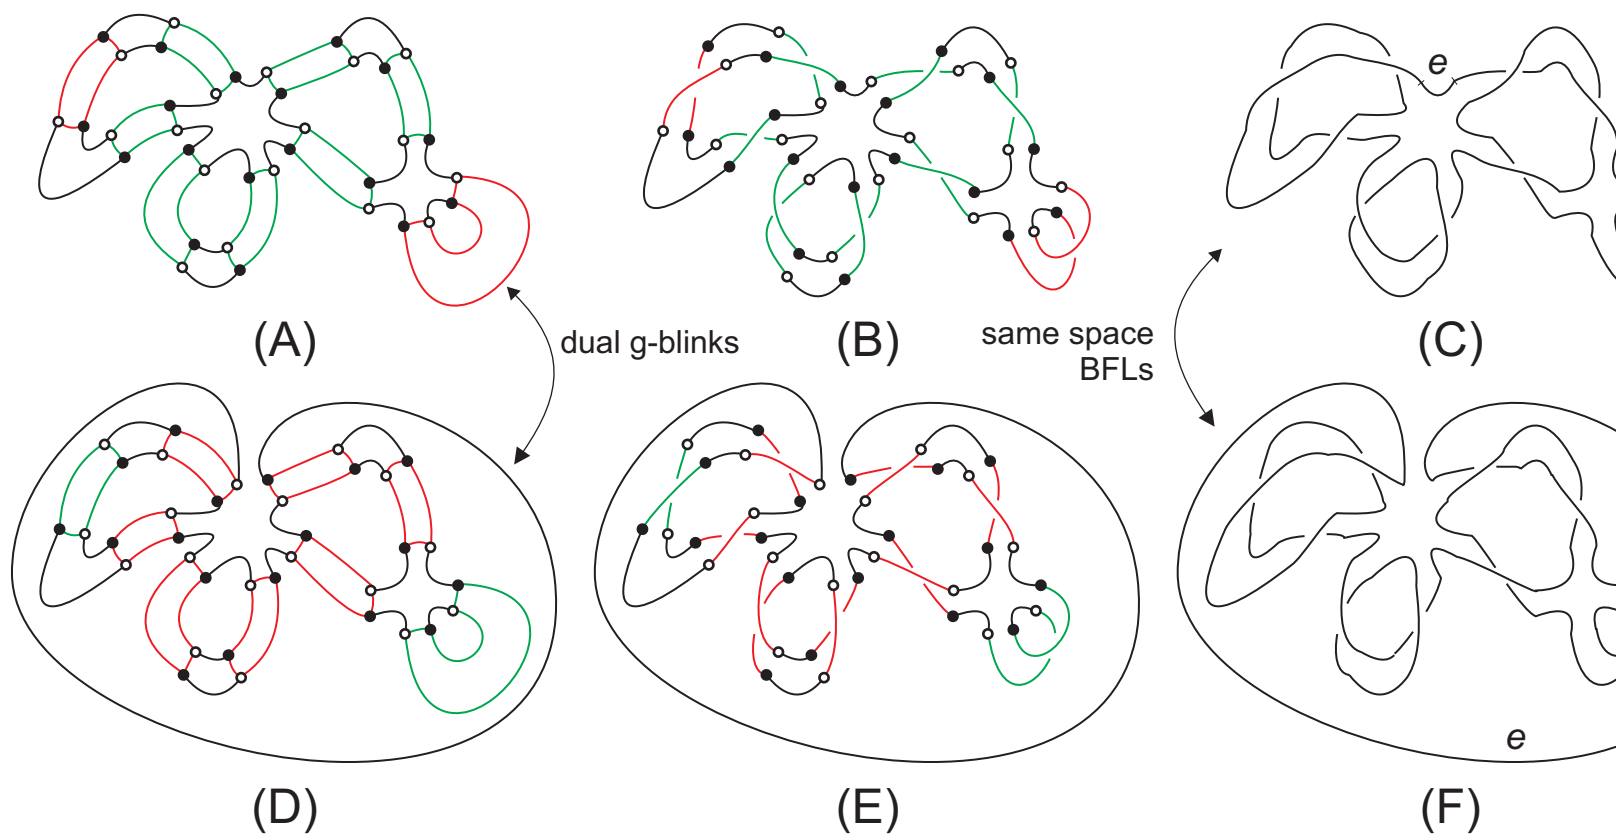 e
dual g-blinks
same space
BFLs
(A)
(B)
(C)
e
(D)
(E)
(F)